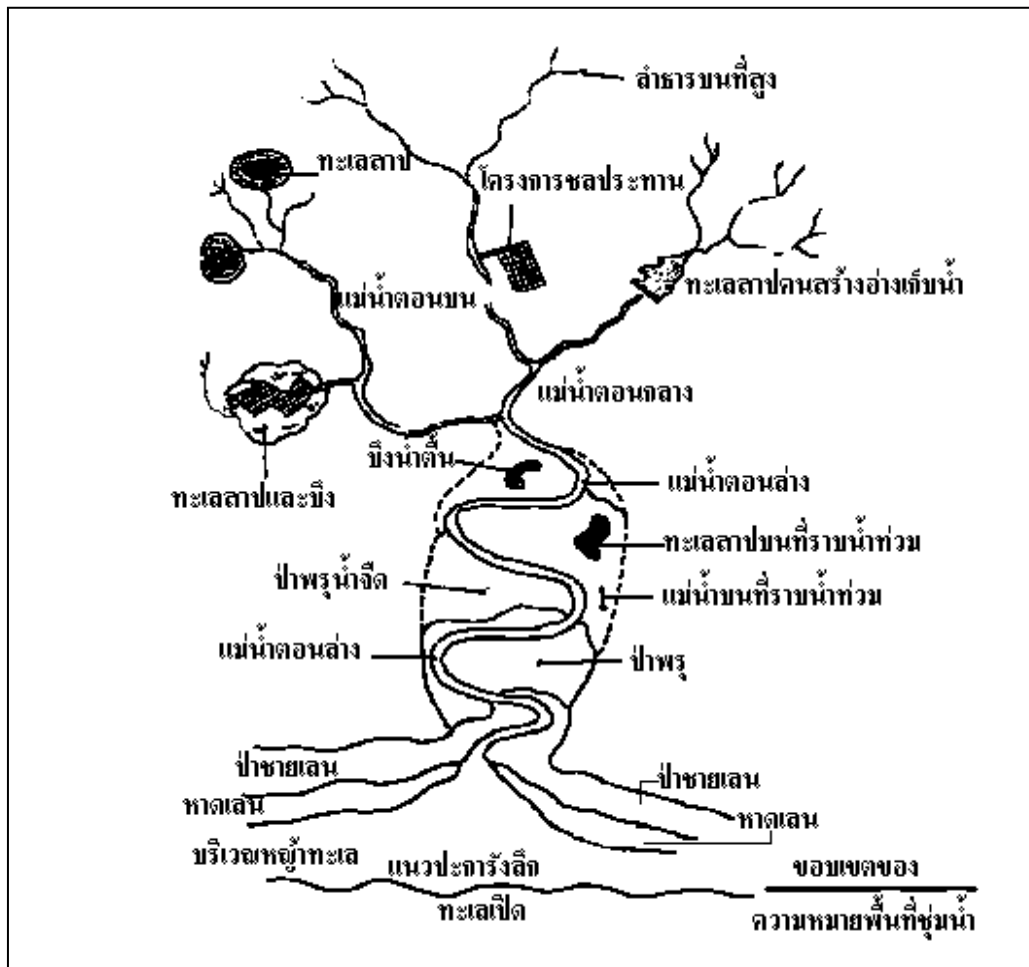 ลำธารบนที่สูง
ทะเลสาป
โครงการชลประทาน
ทะเลสาปคนสร้างอ่างเก็บน้ำ
แม่น้ำตอนบน
แม่น้ำตอนกลาง
บึงน้ำตื้น
แม่น้ำตอนล่าง
ทะเลสาปและบึง
ทะเลสาปบนที่ราบน้ำท่วม
ป่าพรุน้ำจืด
แม่น้ำบนที่ราบน้ำท่วม
แม่น้ำตอนล่าง
ป่าพรุ
ป่าชายเลน
ป่าชายเลน
หาดเลน
หาดเลน
บริเวณหญ้าทะเล
แนวปะการังลึก
ขอบเขตของ
ทะเลเปิด
ความหมายพื้นที่ชุ่มน้ำ